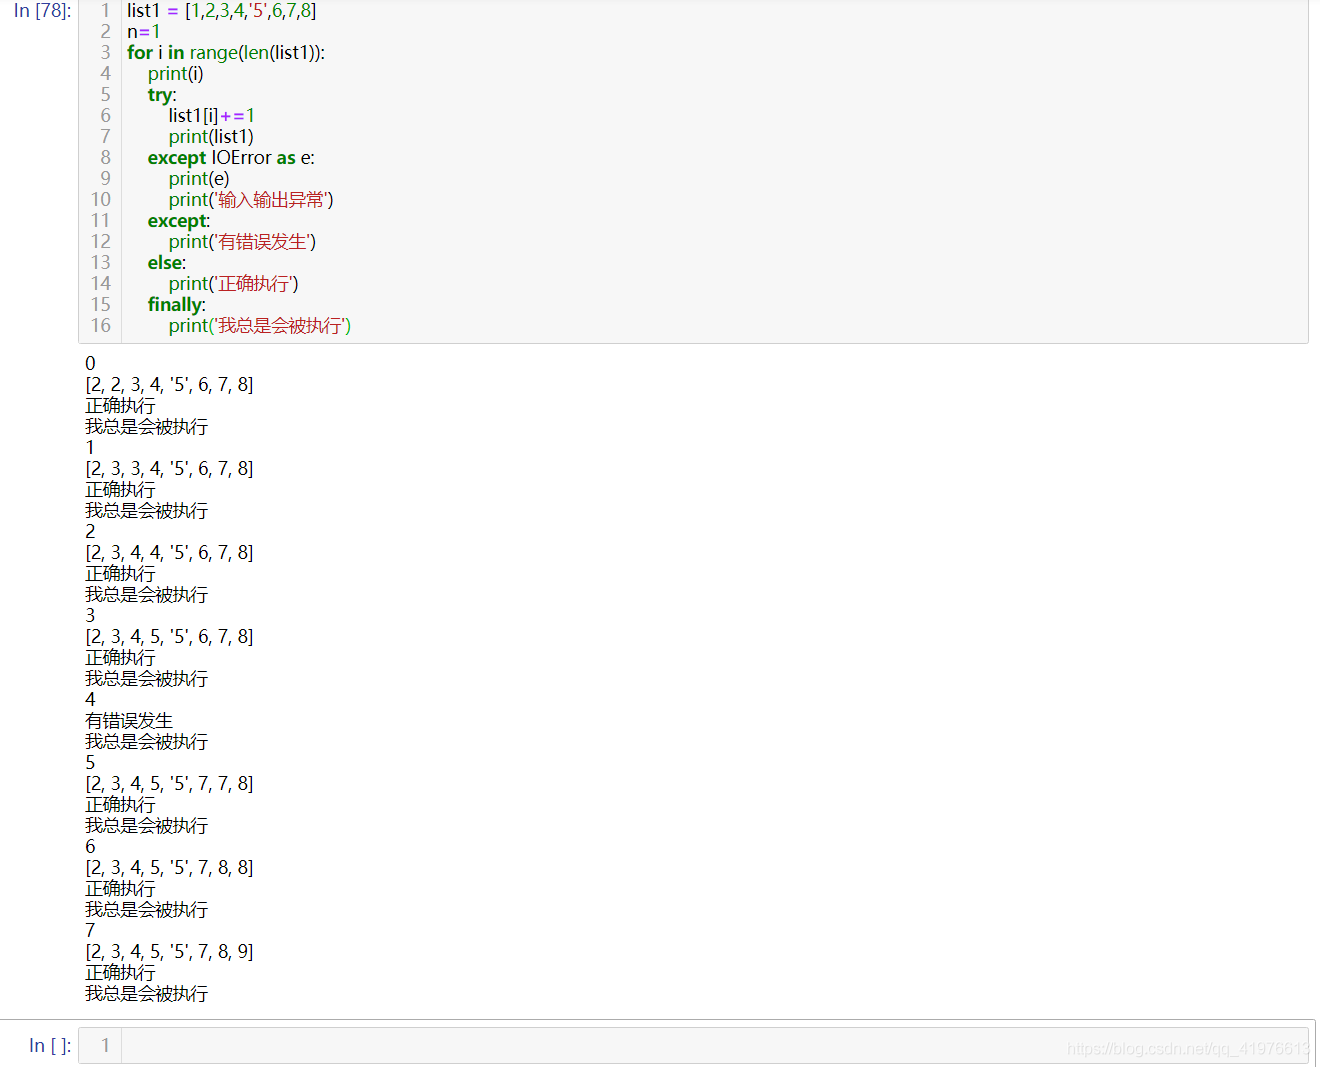 In [78]:
1 list1 = [1,2,3,4,'5',6,7,8]
2 n=1
3 for i in range(len(list1)):
4     print(i)
5     try:
6         list1[i]+=1
7         print(list1)
8     except IOError as e:
9         print(e)
10         print('输入输出异常')
11     except:
12         print('有错误发生')
13     else:
14         print('正确执行')
15     finally:
16         print('我总是会被执行')
0
[2, 2, 3, 4, '5', 6, 7, 8]
正确执行
我总是会被执行
1
[2, 3, 3, 4, '5', 6, 7, 8]
正确执行
我总是会被执行
2
[2, 3, 4, 4, '5', 6, 7, 8]
正确执行
我总是会被执行
3
[2, 3, 4, 5, '5', 6, 7, 8]
正确执行
我总是会被执行
4
有错误发生
我总是会被执行
5
[2, 3, 4, 5, '5', 7, 7, 8]
正确执行
我总是会被执行
6
[2, 3, 4, 5, '5', 7, 8, 8]
正确执行
我总是会被执行
7
[2, 3, 4, 5, '5', 7, 8, 9]
正确执行
我总是会被执行
In [ ]:
1
https://blog.csdn.net/qq_41976613